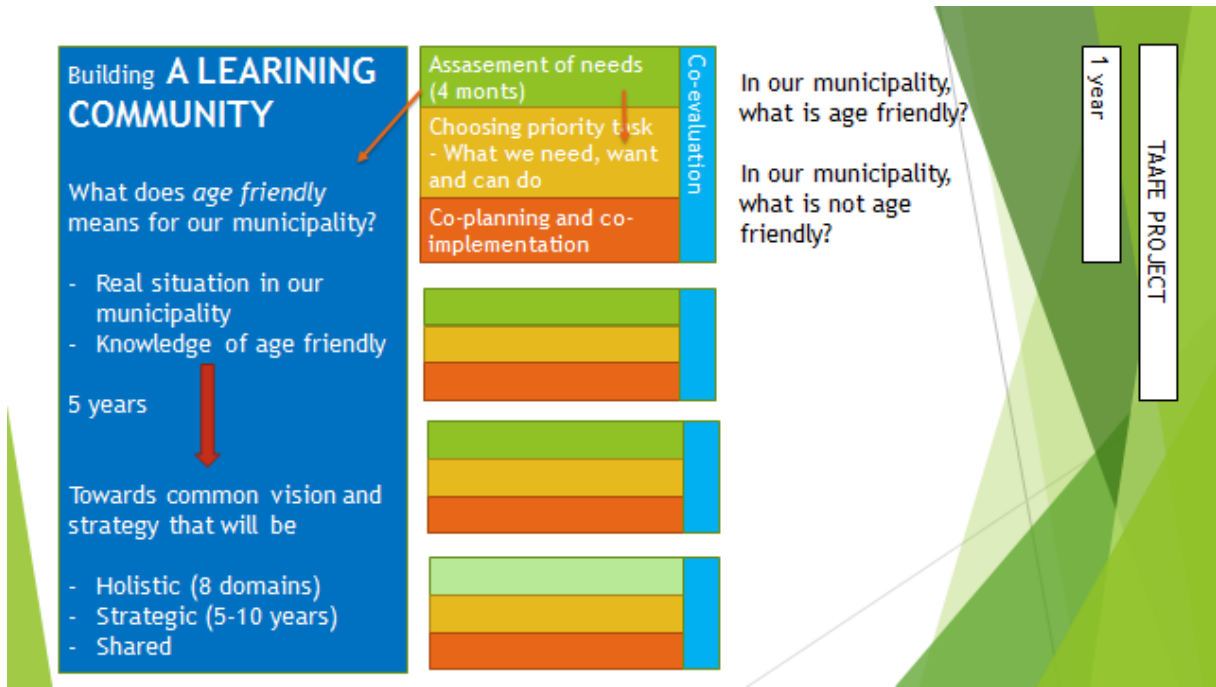 Building A LEARINING
COMMUNITY
What does age friendly
means for our municipality?
- Real situation in our
municipality
- Knowledge of age friendly
5 years
Towards common vision and
strategy that will be
- Holistic (8 domains)
- Strategic (5-10 years)
- Shared
Assasement of needs
(4 monts)
Choosing priority task
- What we need, want
and can do
Co-planning and co-
implementation
Co-evaluation
In our municipality,
what is age friendly?
In our municipality,
what is not age
friendly?
1 year
TAAFE PROJECT